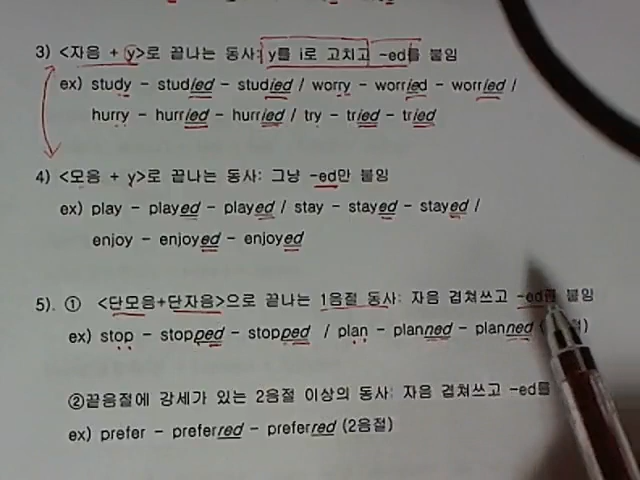 3) <자음 + y>로 끝나는 동사: y를 i로 고치고 -ed를 붙임
ex) study - studied - studied / worry - worried - worried /
hurry - hurried - hurried / try - tried - tried
4) <모음 + y>로 끝나는 동사: 그냥 -ed만 붙임
ex) play - played - played / stay - stayed - stayed /
enjoy - enjoyed - enjoyed
5). ① <단모음+단자음>으로 끝나는 1음절 동사: 자음 겹쳐쓰고 -ed를 붙임
ex) stop - stopped - stopped / plan - planned - planned
②끝음절에 강세가 있는 2음절 이상의 동사: 자음 겹쳐쓰고 -ed를
ex) prefer - preferred - preferred (2음절)